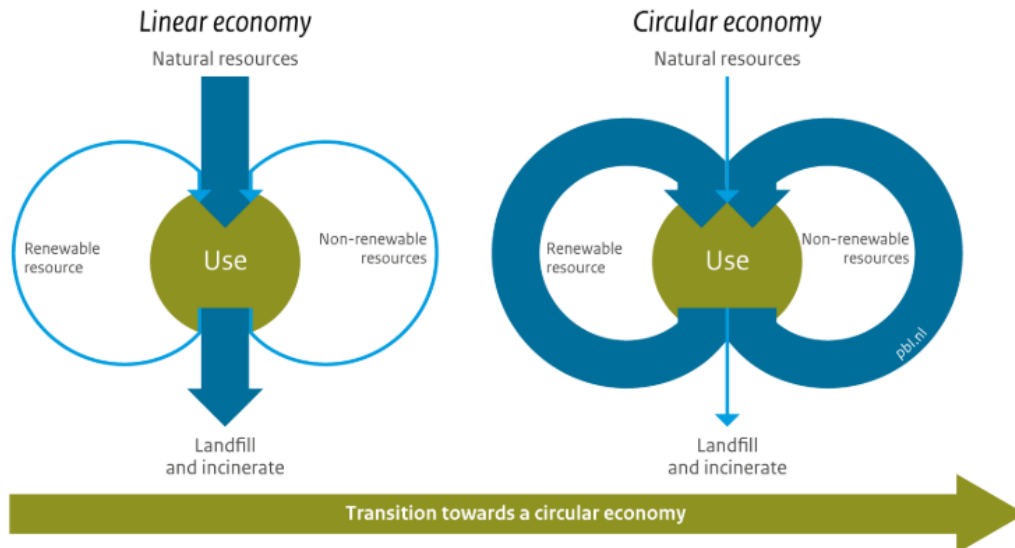 Linear economy
Natural resources
Renewable
resource
Use
Non-renewable
resources
Landfill
and incinerate
Circular economy
Natural resources
Renewable
resource
Use
Non-renewable
resources
pbl.nl
Landfill
and incinerate
Transition towards a circular economy